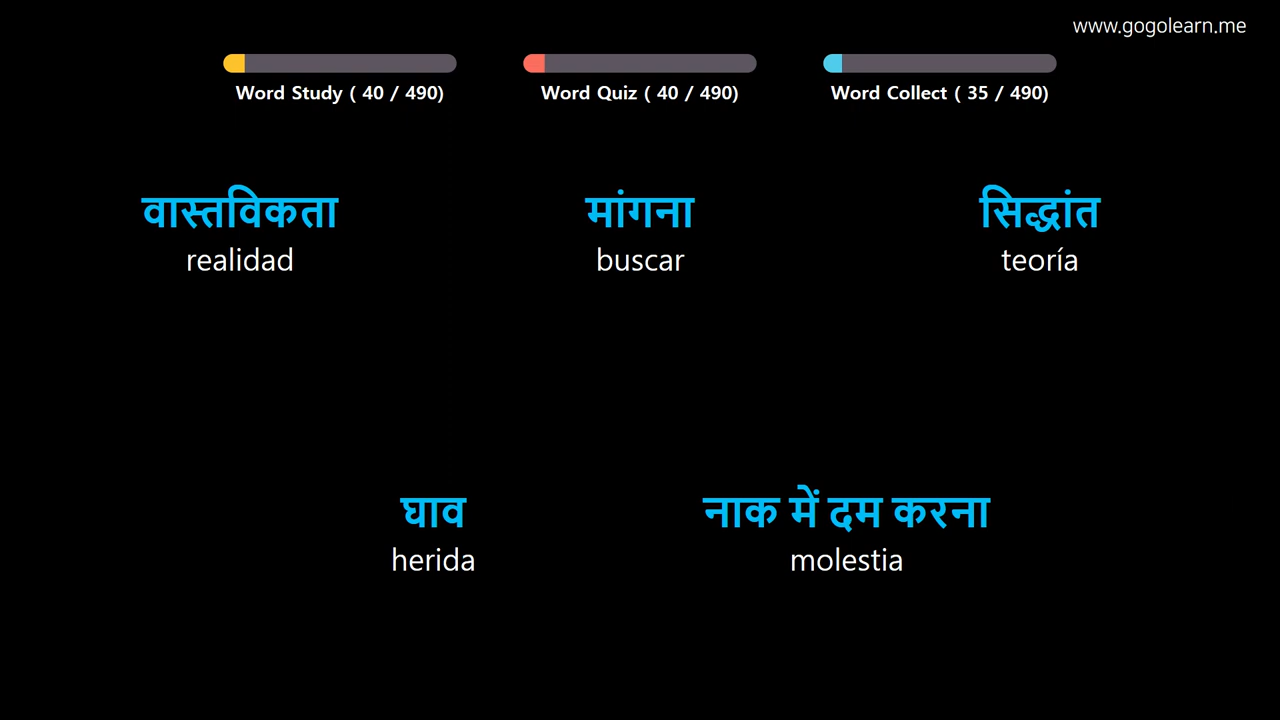 www.gogolearn.me
Word Study ( 40 / 490)
Word Quiz ( 40 / 490)
Word Collect ( 35 / 490)
वास्तविकता
realidad
मांगना
buscar
सिद्धांत
teoría
घाव
herida
नाक में दम करना
molestia